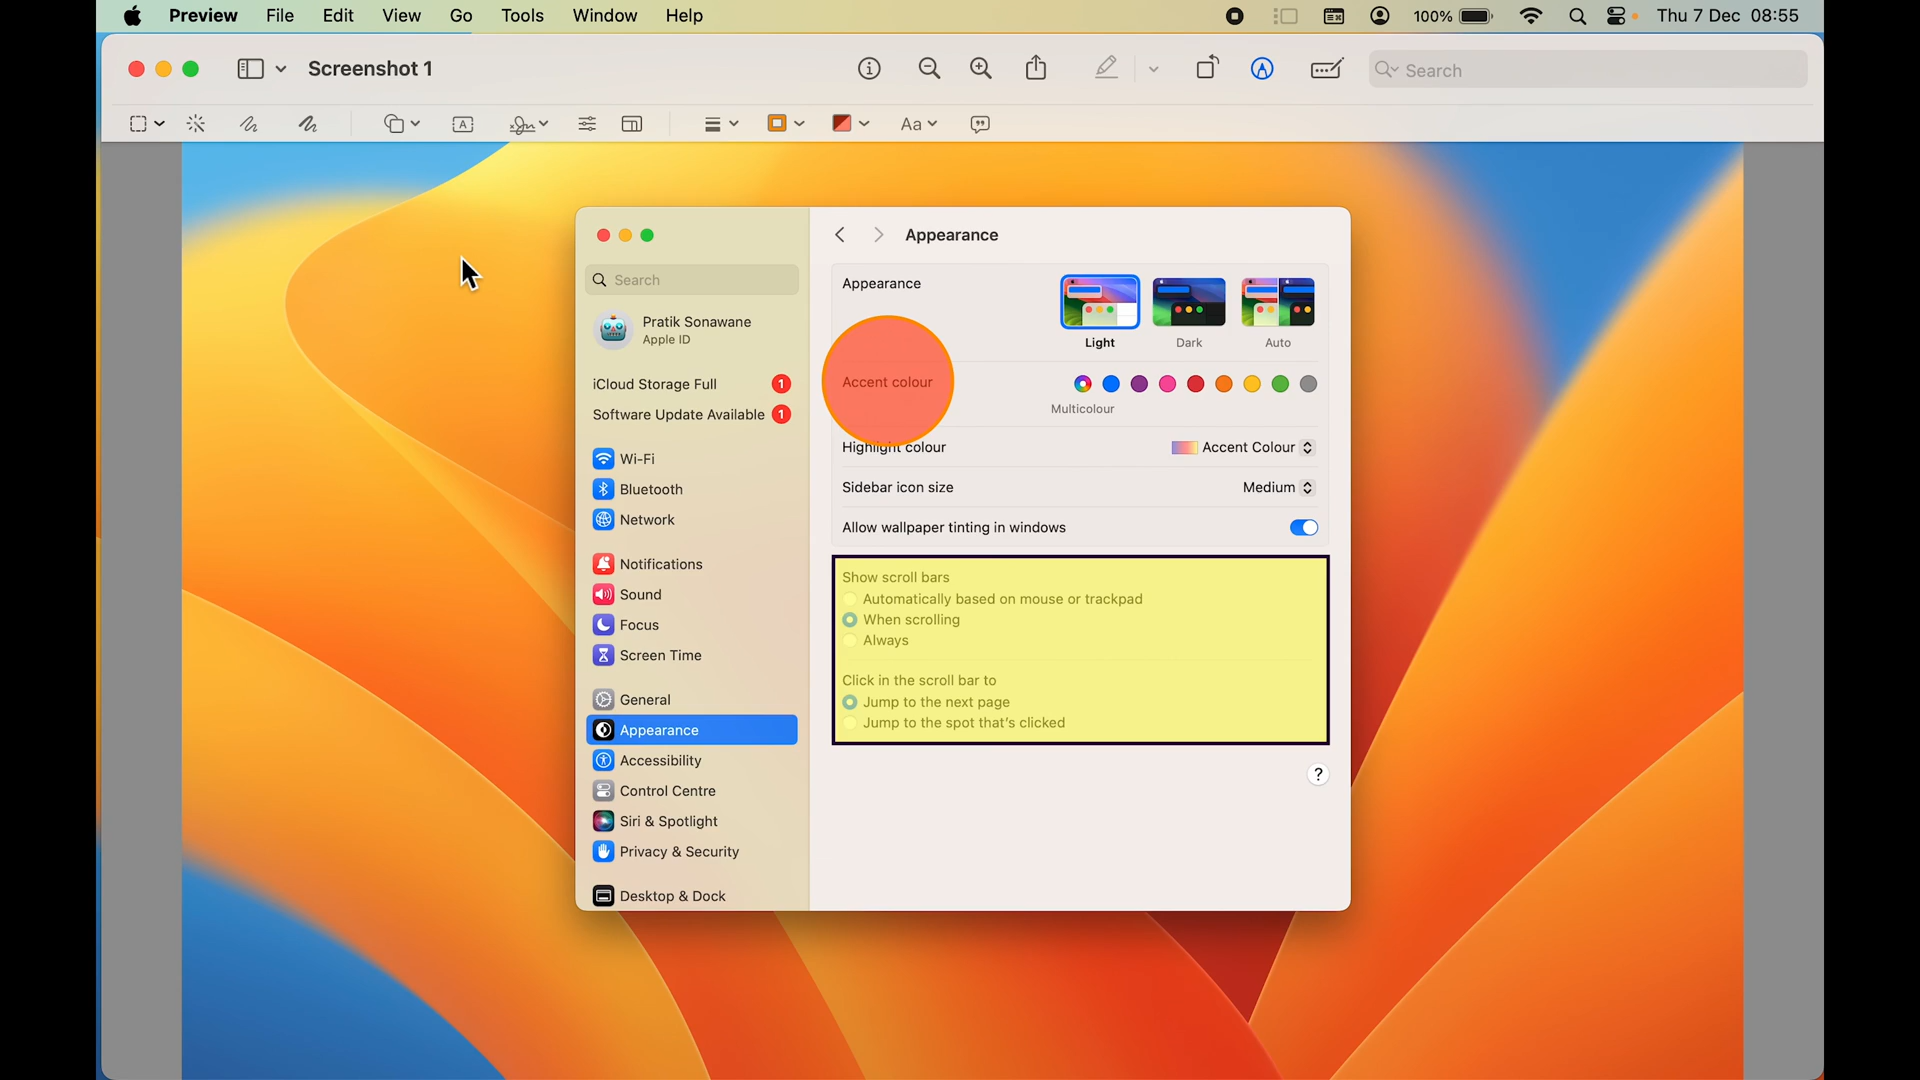 Preview File Edit View Go Tools Window Help 100% Thu 7 Dec 08:55
Screenshot 1 Search
A Aa
Appearance
Search
Appearance
Pratik Sonawane
Apple ID
Light Dark Auto
iCloud Storage Full 1
Accent colour
Software Update Available 1
Multicolour
Highlight colour Accent Colour
Wi-Fi
Sidebar icon size Medium
Bluetooth
Allow wallpaper tinting in windows
Network
Notifications
Show scroll bars
Sound
Automatically based on mouse or trackpad
When scrolling
Focus
Always
Screen Time
Click in the scroll bar to
General
Jump to the next page
Appearance
Jump to the spot that's clicked
Accessibility
?
Control Centre
Siri & Spotlight
Privacy & Security
Desktop & Dock